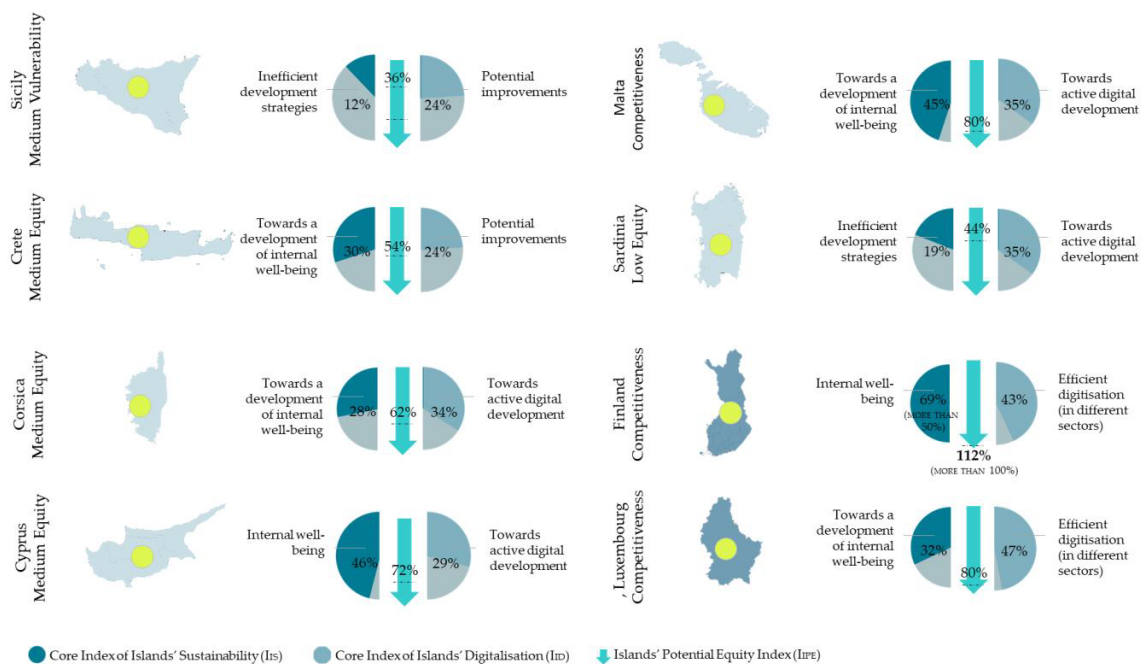 Sicily
Medium Vulnerability
Inefficient
development
strategies
12%
36%
24%
Potential
improvements
Malta
Competitiveness
Towards a
development
of internal
well-being
45%
80%
35%
Towards
active digital
development
Crete
Medium Equity
Towards a
development
of internal
well-being
30%
54%
24%
Potential
improvements
Sardinia
Low Equity
Inefficient
development
strategies
19%
44%
35%
Towards
active digital
development
Corsica
Medium Equity
Towards a
development
of internal
well-being
28%
62%
34%
Towards
active digital
development
Finland
Competitiveness
Internal well-
being
69%
(MORE THAN
50%)
112%
(MORE THAN 100%)
43%
Efficient
digitisation
(in different
sectors)
Cyprus
Medium Equity
Internal well-
being
46%
72%
29%
Towards
active digital
development
, Luxembourg
Competitiveness
Towards a
development
of internal
well-being
32%
80%
47%
Efficient
digitisation
(in different
sectors)
Core Index of Islands' Sustainability (IIS)
Core Index of Islands' Digitalisation (IID)
Islands' Potential Equity Index (IIPE)